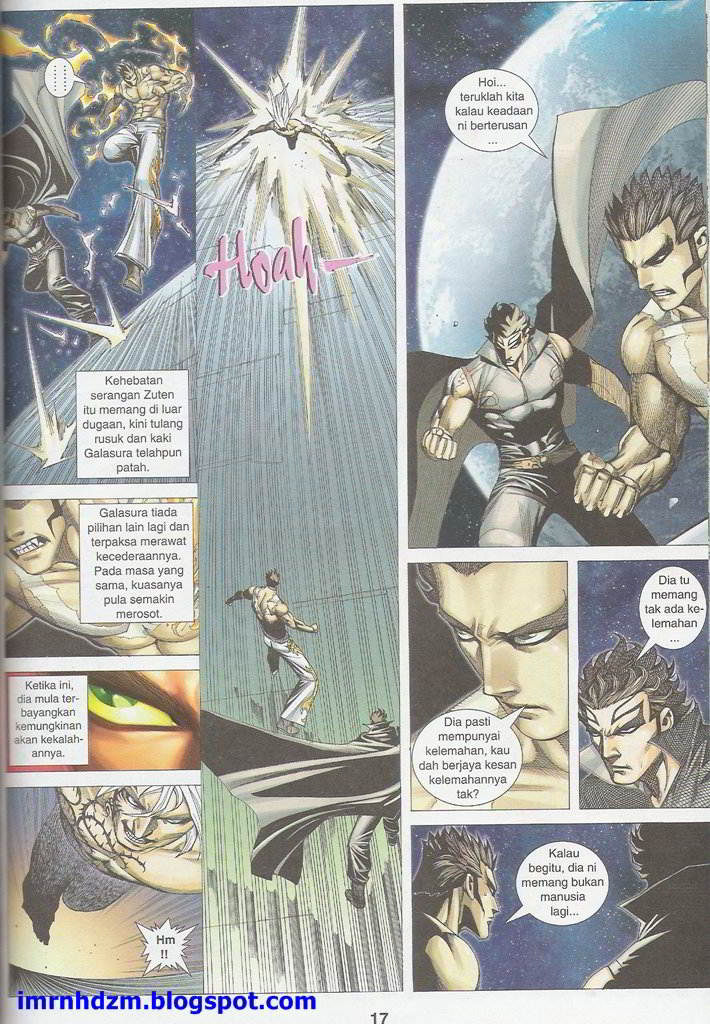 ......
Kehebatan
serangan Zuten
itu memang di luar
dugaan, kini tulang
rusuk dan kaki
Galasura telahpun
patah.
Galasura tiada
pilihan lain lagi dan
terpaksa merawat
kecederaannya.
Pada masa yang
sama, kuasanya
pula semakin
merosot.
Ketika ini,
dia mula ter-
bayangkan
kemungkinan
akan kekalah-
annya.
Hm
!!
Hoah—
Hoi...
teruklah kita
kalau keadaan
ni berterusan
...
Dia pasti
mempunyai
kelemahan, kau
dah berjaya kesan
kelemahannya
tak?
Dia tu
memang
tak ada ke-
lemahan
...
Kalau
begitu, dia ni
memang bukan
manusia
lagi...
imrnhdzm.blogspot.com
17